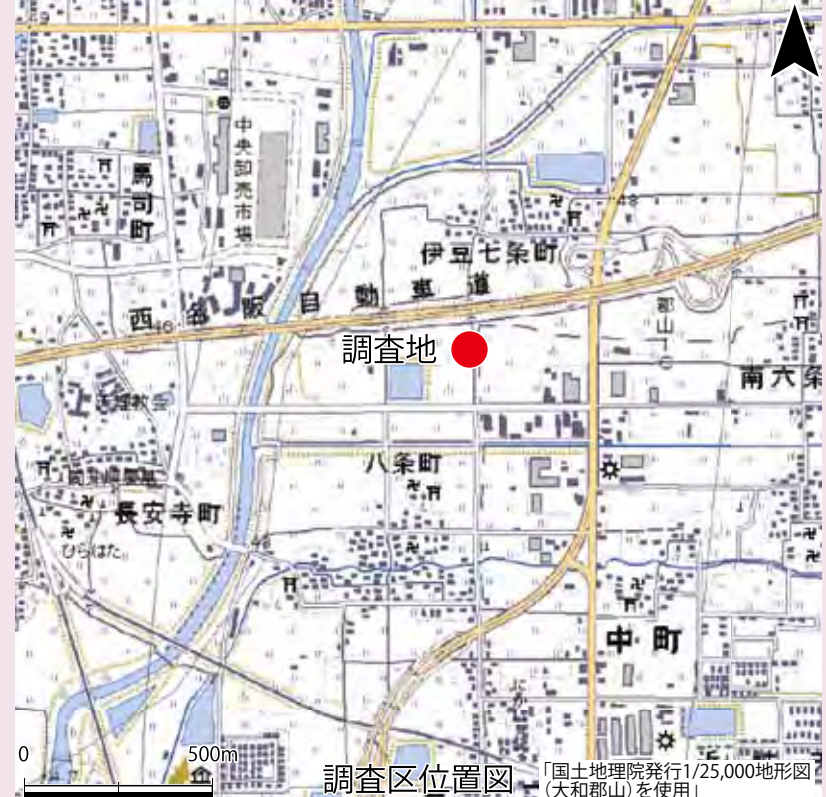 中央卸売市場
馬司町
伊豆七条町
西名阪自動車道
郡山
調査地
南六条
八条町
長安寺町
ひらはた
48
46
中町
0
500m
調査区位置図
「国土地理院発行1/25,000地形図
（大和郡山）を使用」